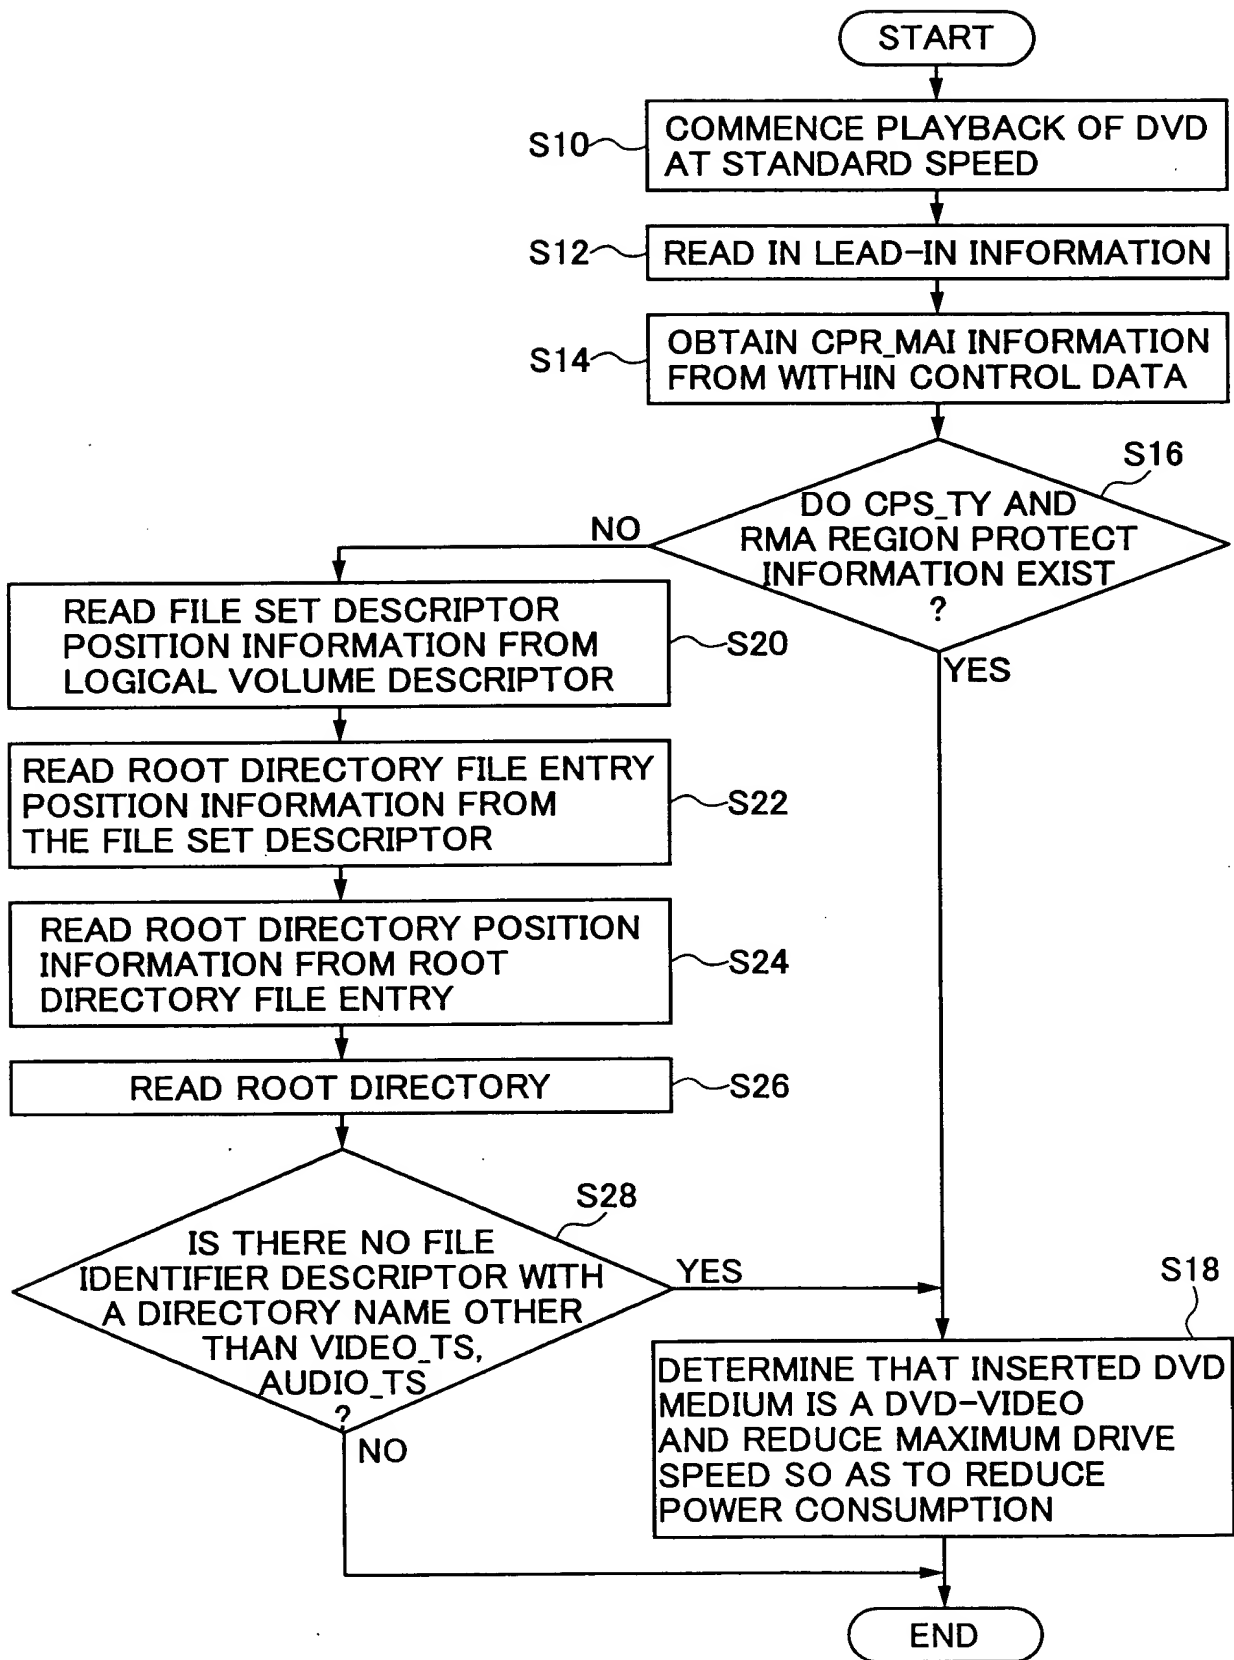 START
S10
COMMENCE PLAYBACK OF DVD
AT STANDARD SPEED
S12
READ IN LEAD-IN INFORMATION
S14
OBTAIN CPR_MAI INFORMATION
FROM WITHIN CONTROL DATA
S16
DO CPS_TY AND
RMA REGION PROTECT
INFORMATION EXIST
?
NO
YES
READ FILE SET DESCRIPTOR
POSITION INFORMATION FROM
LOGICAL VOLUME DESCRIPTOR
S20
READ ROOT DIRECTORY FILE ENTRY
POSITION INFORMATION FROM
THE FILE SET DESCRIPTOR
S22
READ ROOT DIRECTORY POSITION
INFORMATION FROM ROOT
DIRECTORY FILE ENTRY
S24
READ ROOT DIRECTORY
S26
S28
IS THERE NO FILE
IDENTIFIER DESCRIPTOR WITH
A DIRECTORY NAME OTHER
THAN VIDEO_TS,
AUDIO_TS
?
YES
NO
S18
DETERMINE THAT INSERTED DVD
MEDIUM IS A DVD-VIDEO
AND REDUCE MAXIMUM DRIVE
SPEED SO AS TO REDUCE
POWER CONSUMPTION
END